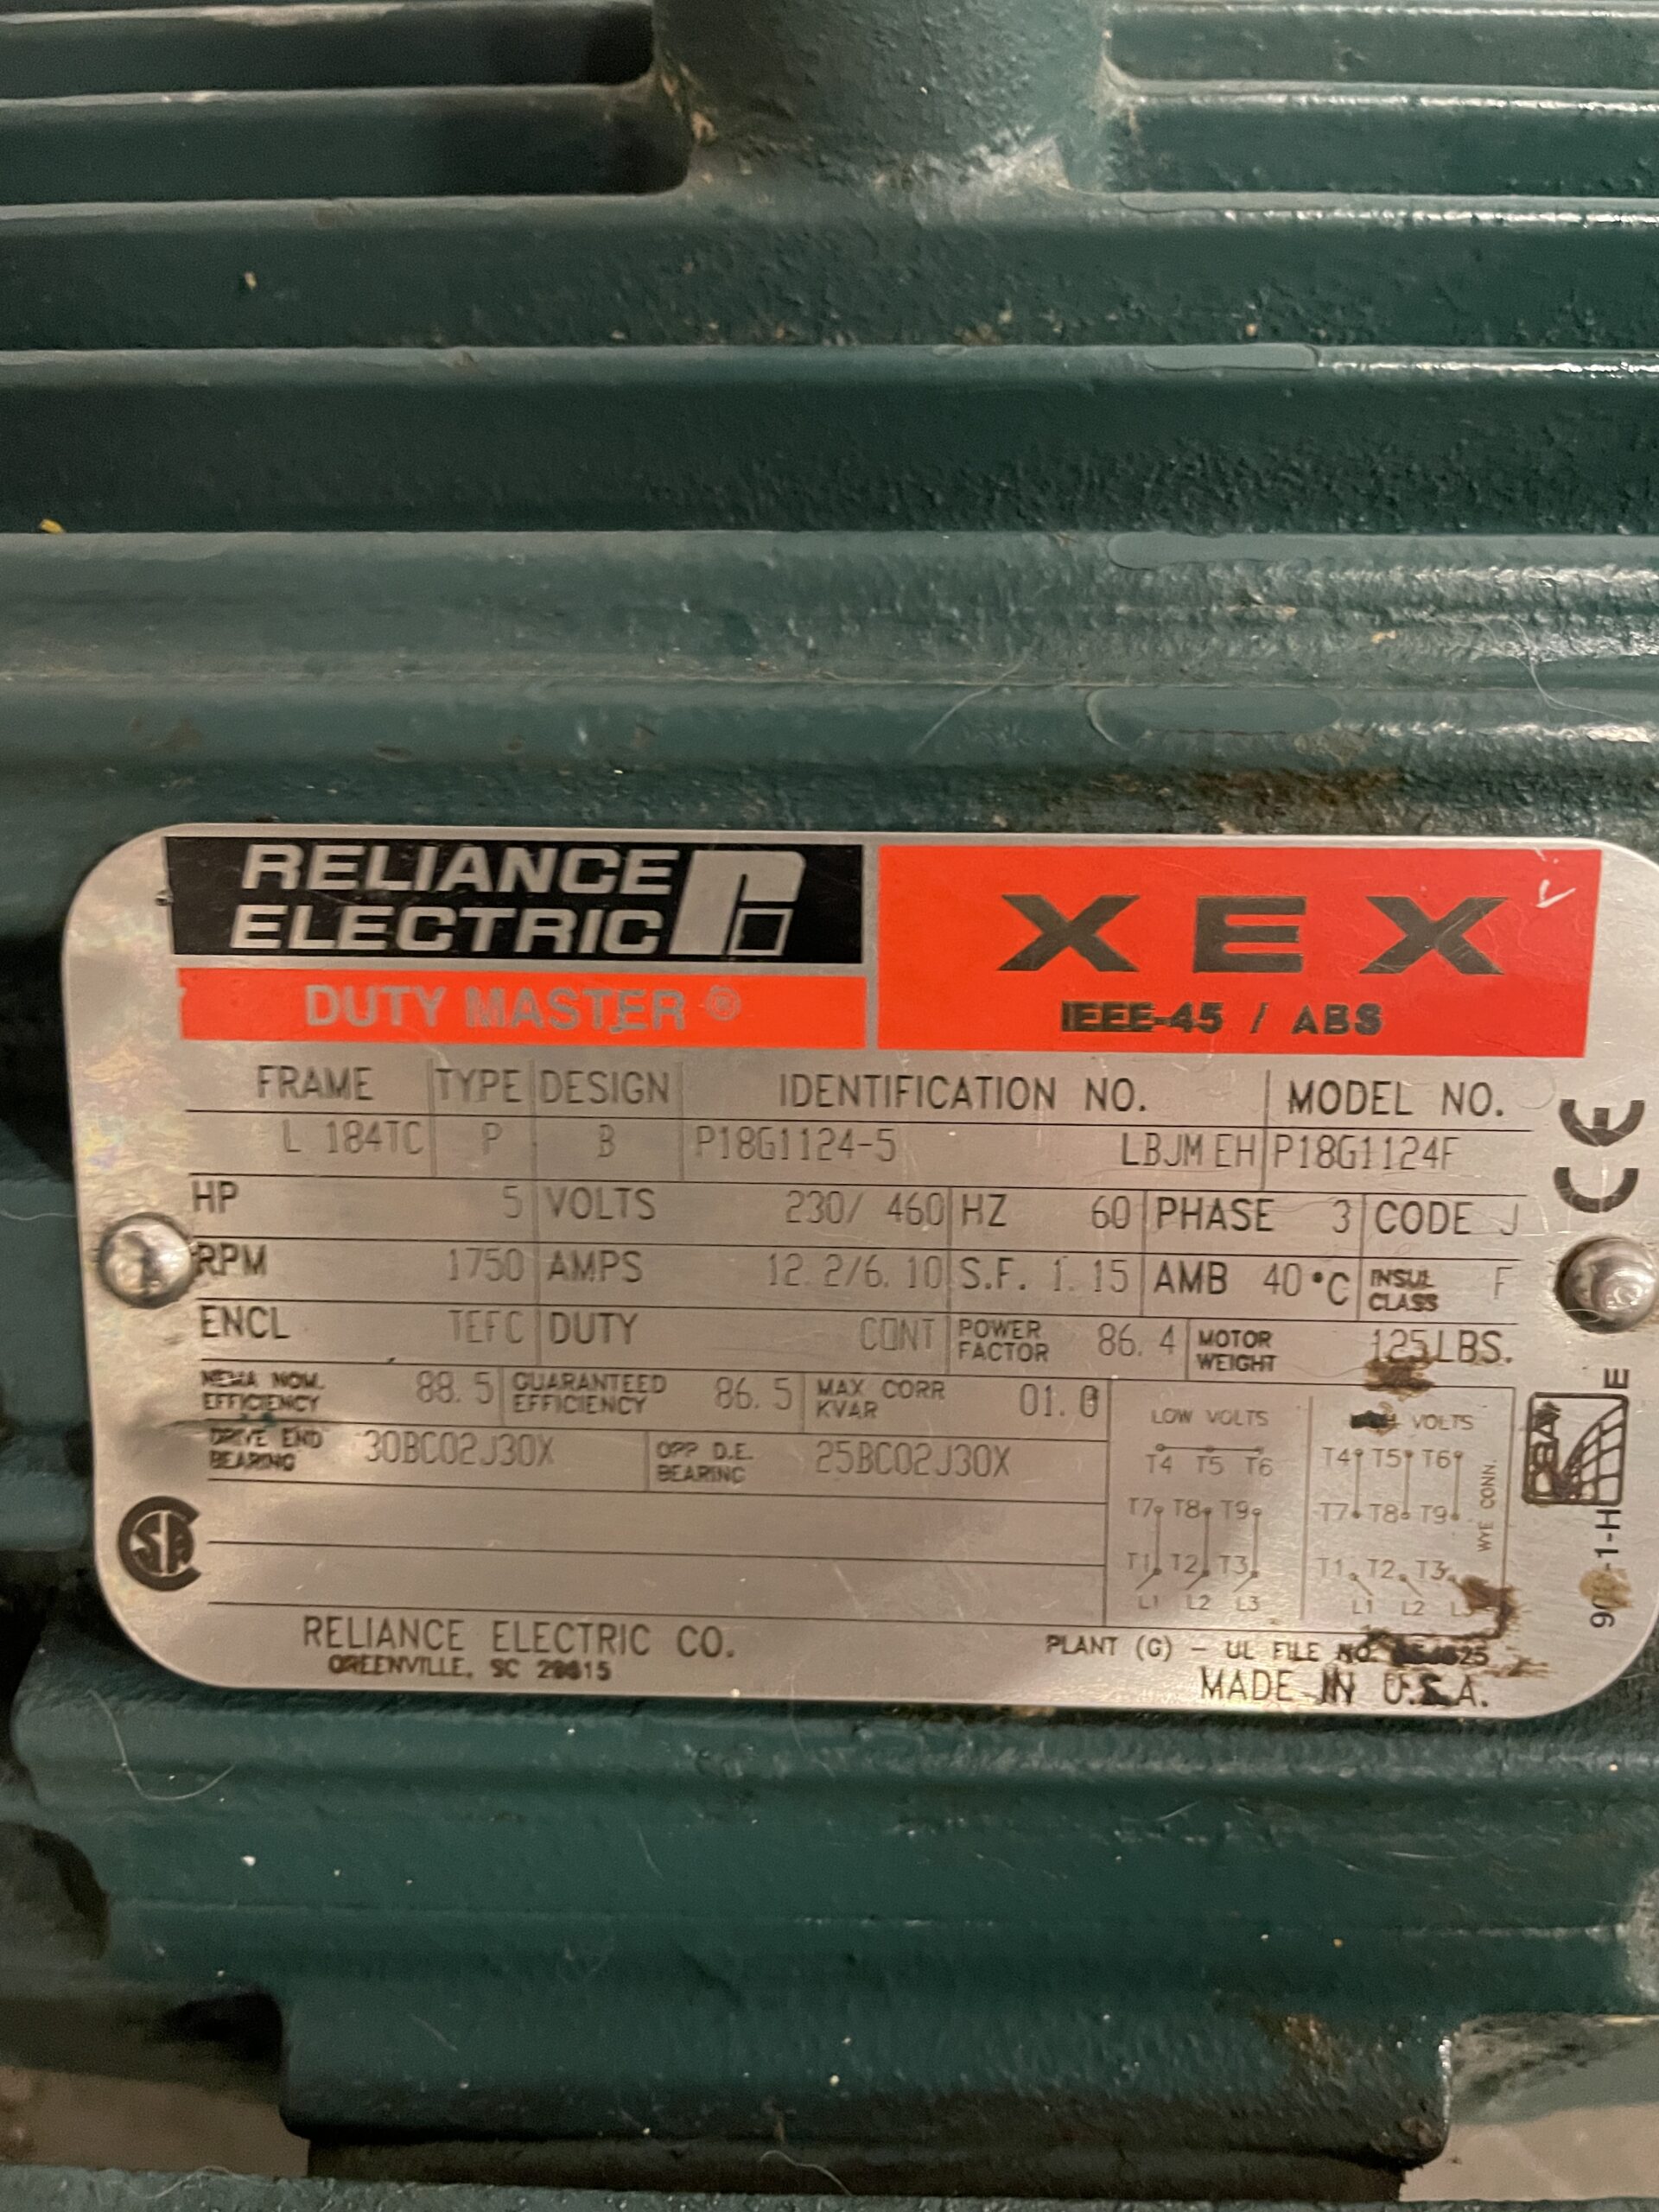 RELIANCE
ELECTRIC
DUTY MASTER ®
XEX
IEEE-45 / ABS
FRAME TYPE DESIGN IDENTIFICATION NO. MODEL NO.
L 184TC P B P18G1124-5 LBJM EH P18G1124F
HP 5 VOLTS 230/ 460 HZ 60 PHASE 3 CODE J
RPM 1750 AMPS 12.2/6.10 S.F. 1.15 AMB 40°C INSUL CLASS F
ENCL TEFC DUTY CONT POWER FACTOR 86.4 MOTOR WEIGHT 125 LBS.
NEMA NOM. EFFICIENCY 88.5 GUARANTEED EFFICIENCY 86.5 MAX CORR KVAR 01.0
DRIVE END BEARING 30BC02J30X OPP D.E. BEARING 25BC02J30X
LOW VOLTS
T4 T5 T6
T7 T8 T9
T1 T2 T3
L1 L2 L3
VOLTS
T4 T5 T6
T7 T8 T9
T1 T2 T3
L1 L2 L3
WYE CONN.
CE
E
CSA
RELIANCE ELECTRIC CO.
GREENVILLE, SC 29615
PLANT (G) - UL FILE NO.
MADE IN U.S.A.